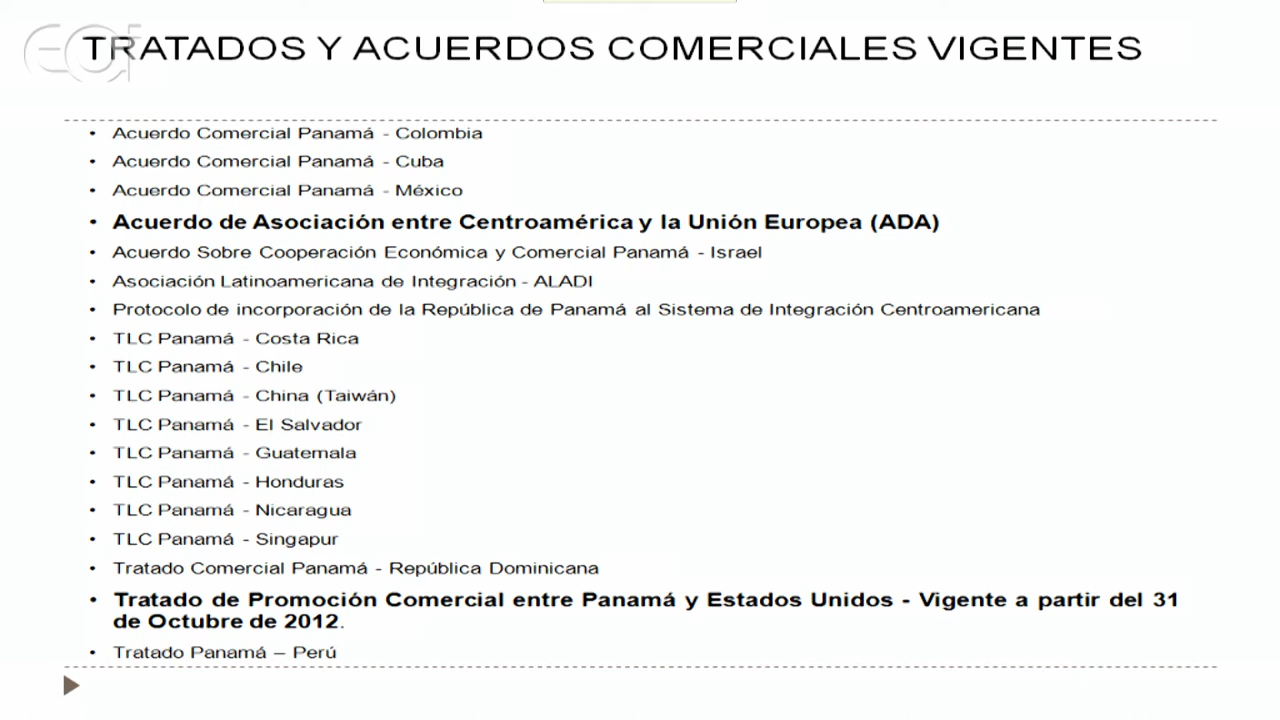 eoi
TRATADOS Y ACUERDOS COMERCIALES VIGENTES
• Acuerdo Comercial Panamá - Colombia
• Acuerdo Comercial Panamá - Cuba
• Acuerdo Comercial Panamá - México
• Acuerdo de Asociación entre Centroamérica y la Unión Europea (ADA)
• Acuerdo Sobre Cooperación Económica y Comercial Panamá - Israel
• Asociación Latinoamericana de Integración - ALADI
• Protocolo de incorporación de la República de Panamá al Sistema de Integración Centroamericana
• TLC Panamá - Costa Rica
• TLC Panamá - Chile
• TLC Panamá - China (Taiwán)
• TLC Panamá - El Salvador
• TLC Panamá - Guatemala
• TLC Panamá - Honduras
• TLC Panamá - Nicaragua
• TLC Panamá - Singapur
• Tratado Comercial Panamá - República Dominicana
• Tratado de Promoción Comercial entre Panamá y Estados Unidos - Vigente a partir del 31
de Octubre de 2012.
• Tratado Panamá – Perú